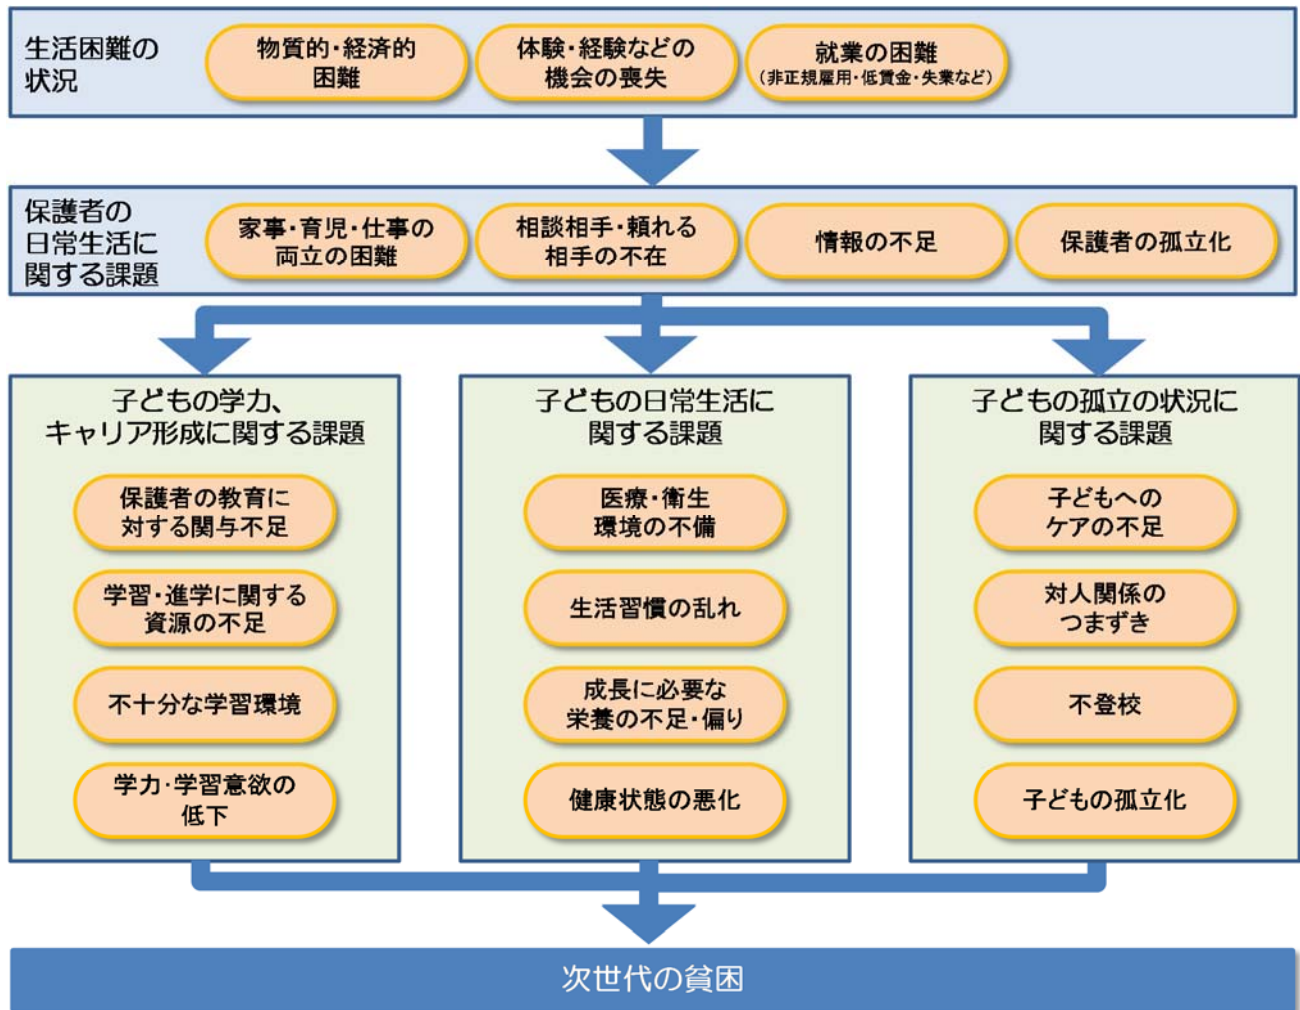 生活困難の
状況
物質的・経済的
困難
体験・経験などの
機会の喪失
就業の困難
（非正規雇用・低賃金・失業など）
保護者の
日常生活に
関する課題
家事・育児・仕事の
両立の困難
相談相手・頼れる
相手の不在
情報の不足
保護者の孤立化
子どもの学力、
キャリア形成に関する課題
保護者の教育に
対する関与不足
学習・進学に関する
資源の不足
不十分な学習環境
学力・学習意欲の
低下
子どもの日常生活に
関する課題
医療・衛生
環境の不備
生活習慣の乱れ
成長に必要な
栄養の不足・偏り
健康状態の悪化
子どもの孤立の状況に
関する課題
子どもへの
ケアの不足
対人関係の
つまずき
不登校
子どもの孤立化
次世代の貧困